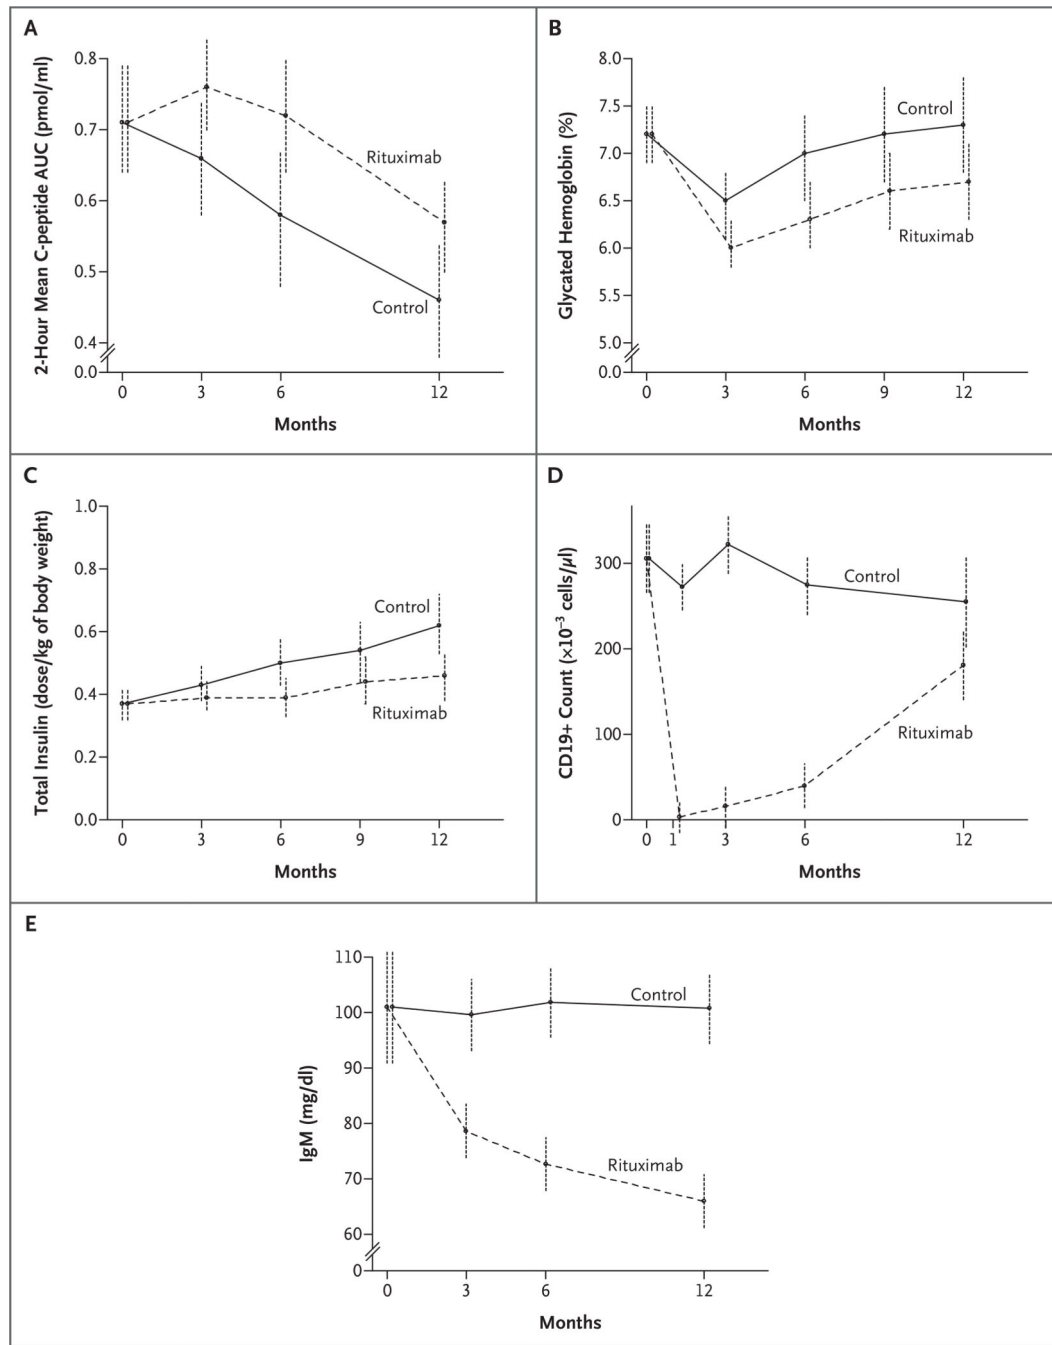 A
2-Hour Mean C-peptide AUC (pmol/ml)
0.8
0.7
0.6
0.5
0.4
0.0
Rituximab
Control
0 3 6 12
Months
B
Glycated Hemoglobin (%)
8.0
7.5
7.0
6.5
6.0
5.5
5.0
0.0
Control
Rituximab
0 3 6 9 12
Months
C
Total Insulin (dose/kg of body weight)
1.0
0.8
0.6
0.4
0.2
0.0
Control
Rituximab
0 3 6 9 12
Months
D
CD19+ Count (×10⁻³ cells/µl)
300
200
100
0
Control
Rituximab
0 1 3 6 12
Months
E
IgM (mg/dl)
110
100
90
80
70
60
0
Control
Rituximab
0 3 6 12
Months